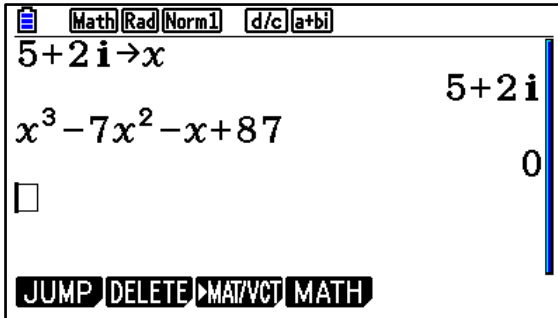 Math Rad Norm1 d/c a+bi
5+2i→x
5+2i
x³−7x²−x+87
0
JUMP DELETE ▶MAT/VCT MATH